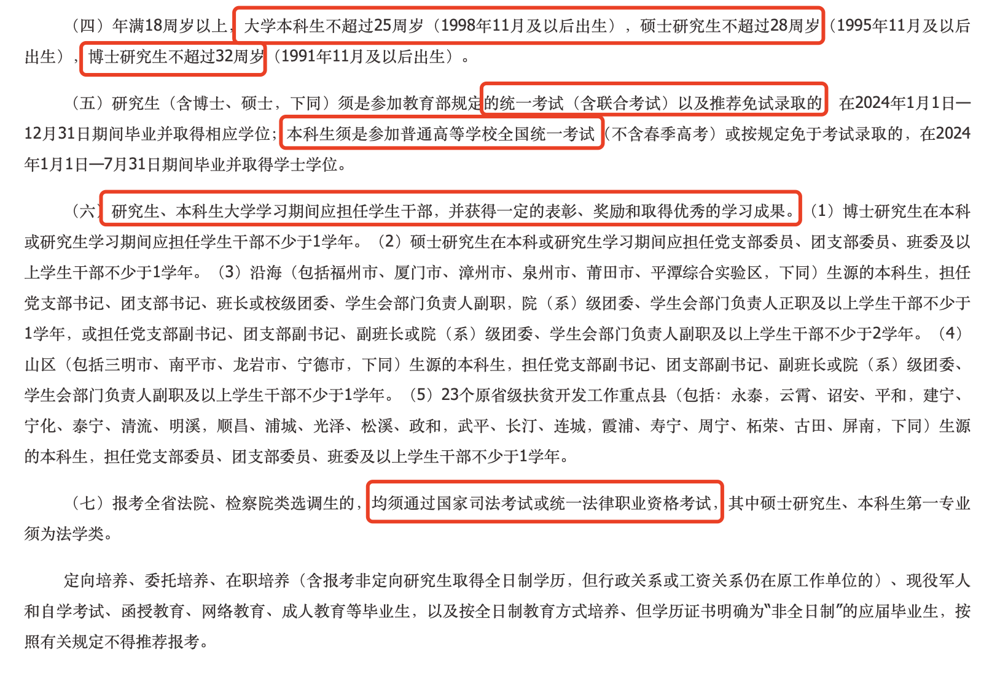 （四）年满18周岁以上，大学本科生不超过25周岁（1998年11月及以后出生），硕士研究生不超过28周岁（1995年11月及以后
出生），博士研究生不超过32周岁（1991年11月及以后出生）。
（五）研究生（含博士、硕士，下同）须是参加教育部规定的统一考试（含联合考试）以及推荐免试录取的 在2024年1月1日—
12月31日期间毕业并取得相应学位；本科生须是参加普通高等学校全国统一考试（不含春季高考）或按规定免于考试录取的，在2024
年1月1日—7月31日期间毕业并取得学士学位。
（六）研究生、本科生大学学习期间应担任学生干部，并获得一定的表彰、奖励和取得优秀的学习成果。（1）博士研究生在本科
或研究生学习期间应担任学生干部不少于1学年。（2）硕士研究生在本科或研究生学习期间应担任党支部委员、团支部委员、班委及以
上学生干部不少于1学年。（3）沿海（包括福州市、厦门市、漳州市、泉州市、莆田市、平潭综合实验区，下同）生源的本科生，担任
党支部书记、团支部书记、班长或校级团委、学生会部门负责人副职，院（系）级团委、学生会部门负责人正职及以上学生干部不少于
1学年，或担任党支部副书记、团支部副书记、副班长或院（系）级团委、学生会部门负责人副职及以上学生干部不少于2学年。（4）
山区（包括三明市、南平市、龙岩市、宁德市，下同）生源的本科生，担任党支部副书记、团支部副书记、副班长或院（系）级团委、
学生会部门负责人副职及以上学生干部不少于1学年。（5）23个原省级扶贫开发工作重点县（包括：永泰，云霄、诏安、平和，建宁、
宁化、泰宁、清流、明溪，顺昌、浦城、光泽、松溪、政和，武平、长汀、连城，霞浦、寿宁、周宁、柘荣、古田、屏南，下同）生源
的本科生，担任党支部委员、团支部委员、班委及以上学生干部不少于1学年。
（七）报考全省法院、检察院类选调生的，均须通过国家司法考试或统一法律职业资格考试，其中硕士研究生、本科生第一专业
须为法学类。
定向培养、委托培养、在职培养（含报考非定向研究生取得全日制学历，但行政关系或工资关系仍在原工作单位的）、现役军人
和自学考试、函授教育、网络教育、成人教育等毕业生，以及按全日制教育方式培养、但学历证书明确为“非全日制”的应届毕业生，按
照有关规定不得推荐报考。